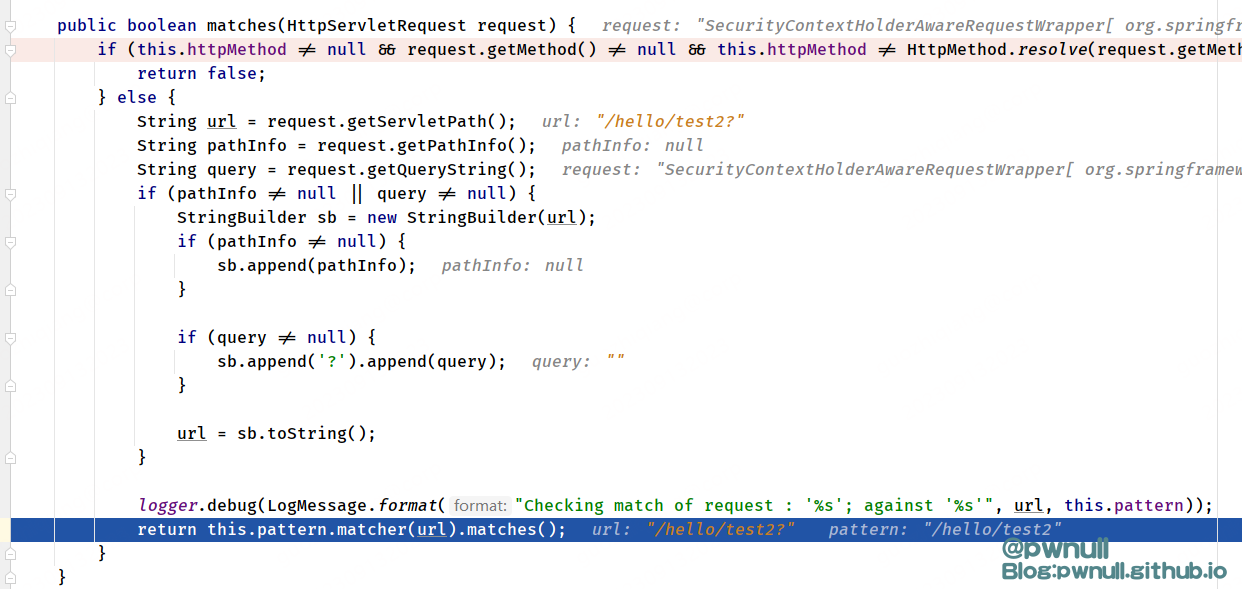 public boolean matches(HttpServletRequest request) {   request: "SecurityContextHolderAwareRequestWrapper[ org.springfr
if (this.httpMethod ≠ null && request.getMethod() ≠ null && this.httpMethod ≠ HttpMethod.resolve(request.getMeth
return false;
} else {
String url = request.getServletPath();   url: "/hello/test2?"
String pathInfo = request.getPathInfo();   pathInfo: null
String query = request.getQueryString();   request: "SecurityContextHolderAwareRequestWrapper[ org.springframew
if (pathInfo ≠ null || query ≠ null) {
StringBuilder sb = new StringBuilder(url);
if (pathInfo ≠ null) {
sb.append(pathInfo);   pathInfo: null
}
if (query ≠ null) {
sb.append('?').append(query);   query: ""
}
url = sb.toString();
}
logger.debug(LogMessage.format( format: "Checking match of request : '%s'; against '%s'", url, this.pattern));
return this.pattern.matcher(url).matches();   url: "/hello/test2?"   pattern: "/hello/test2"
}
}
@pwnull
Blog:pwnull.github.io